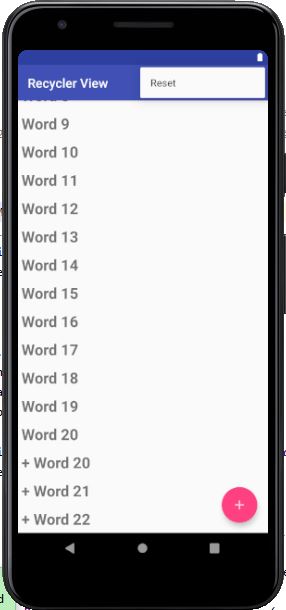 Recycler View
Reset
Word 9
Word 10
Word 11
Word 12
Word 13
Word 14
Word 15
Word 16
Word 17
Word 18
Word 19
Word 20
+ Word 20
+ Word 21
+ Word 22